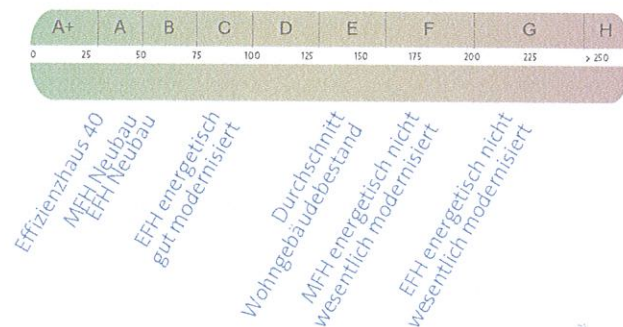 A+ A B C D E F G H
0 25 50 75 100 125 150 175 200 225 > 250
Effizienzhaus 40
MFH Neubau
EFH Neubau
EFH energetisch
gut modernisiert
Durchschnitt
Wohngebäudebestand
MFH energetisch nicht
wesentlich modernisiert
EFH energetisch nicht
wesentlich modernisiert